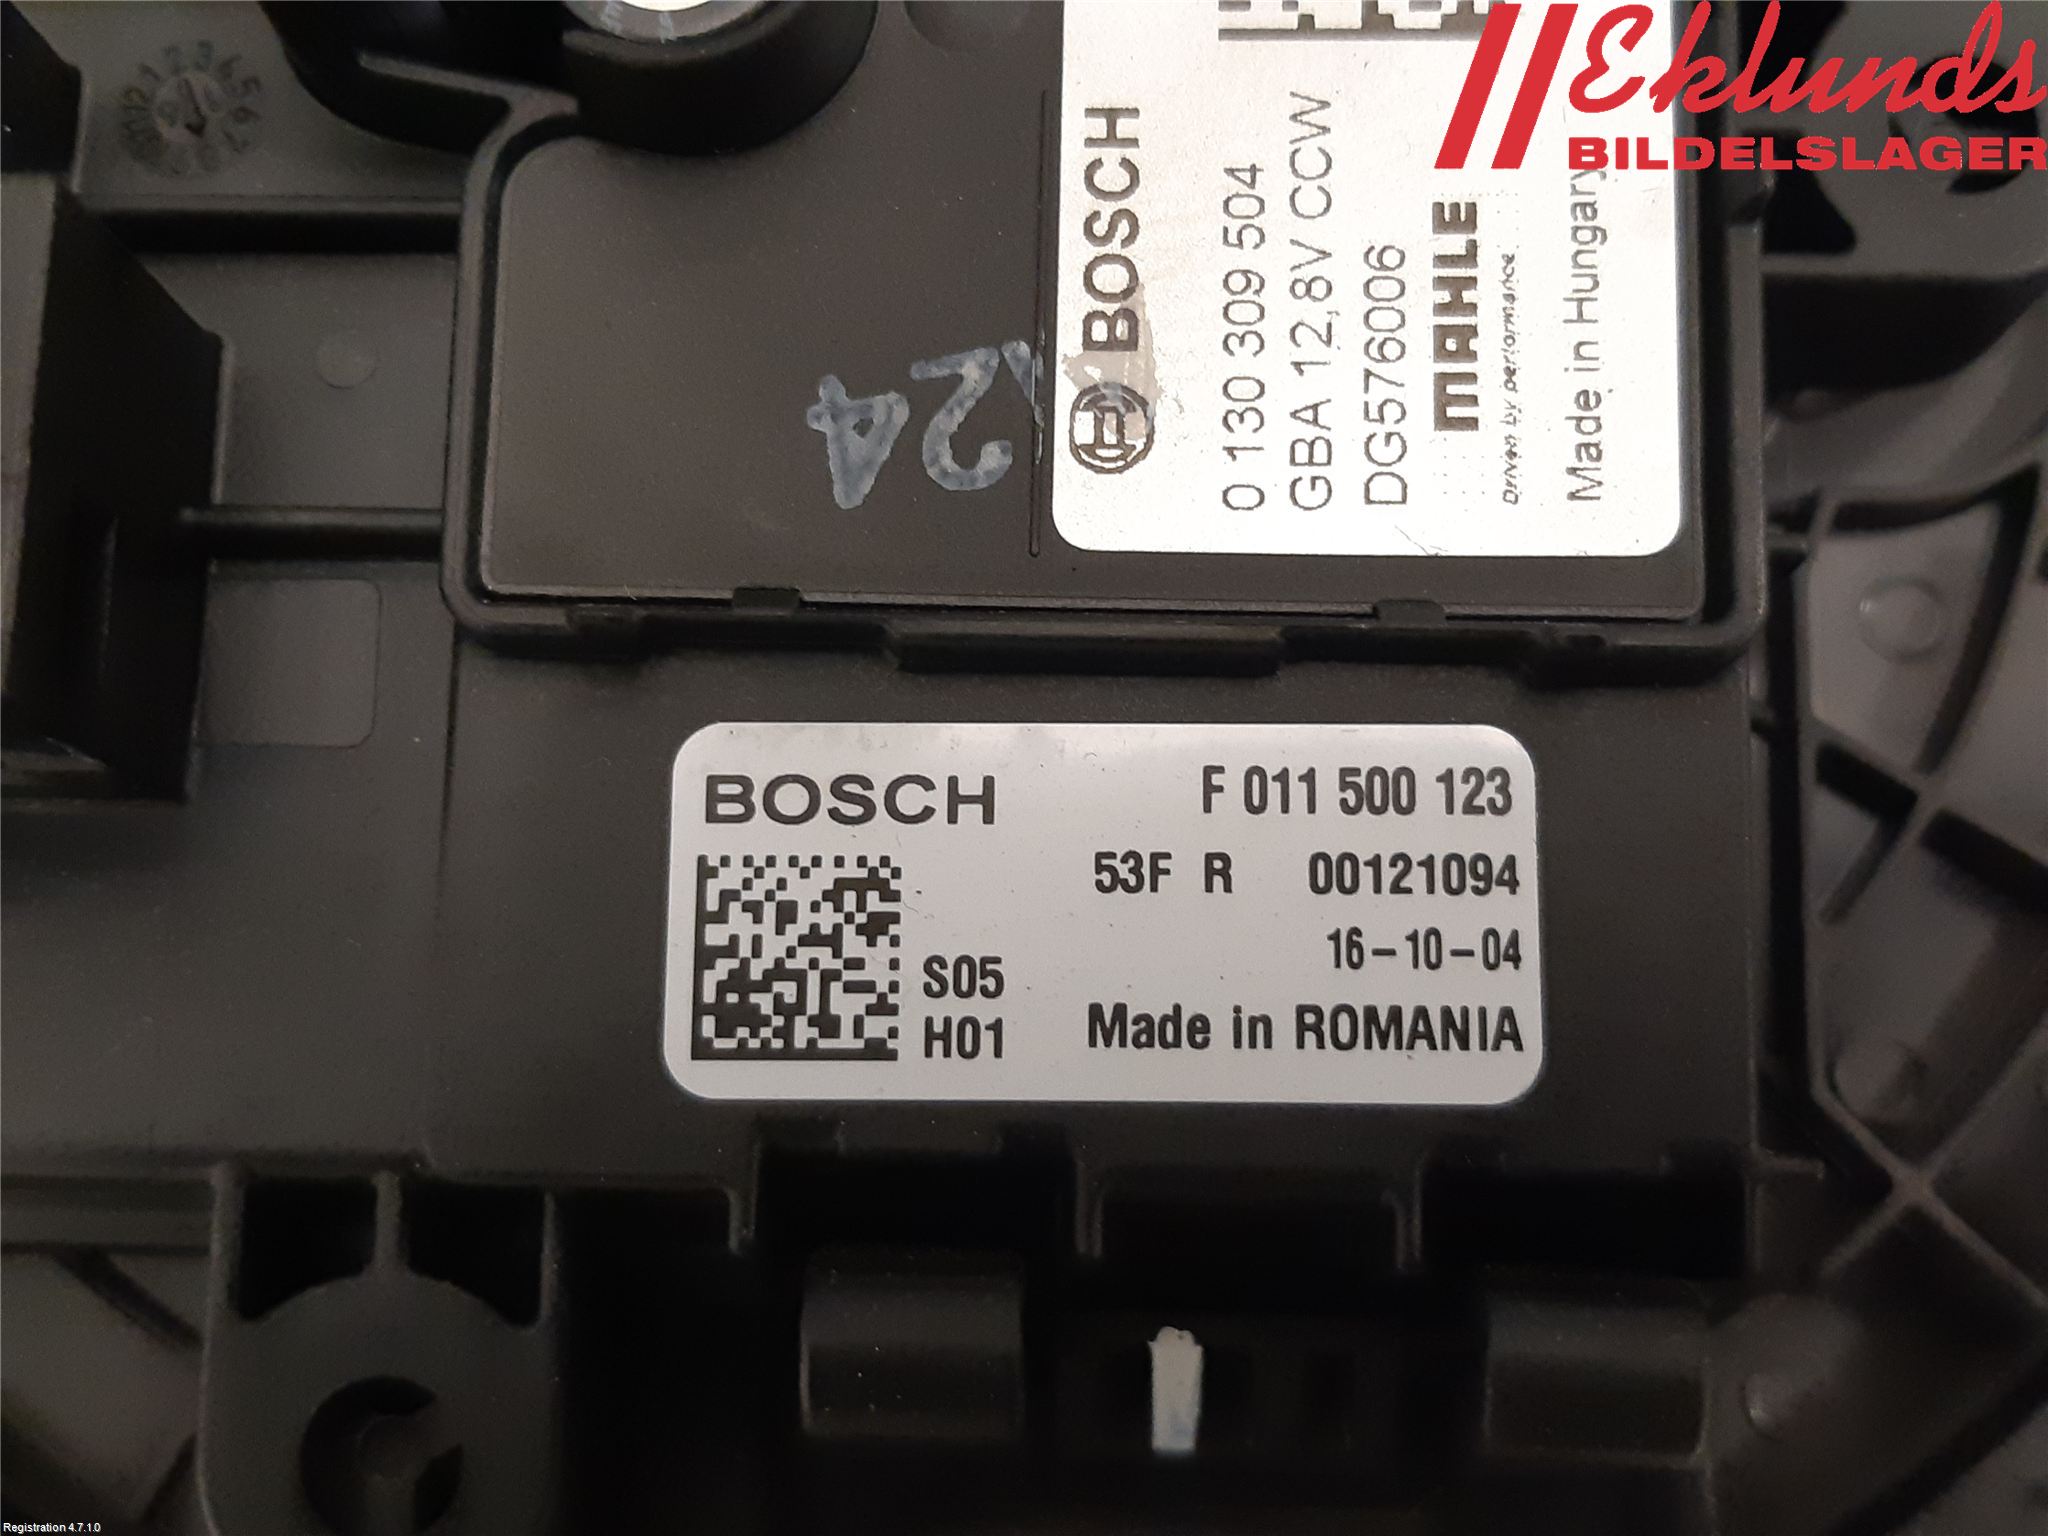 Eklunds
BILDELSLAGER
BOSCH
0 130 309 504
GBA 12,8V CCW
DG576006
MAHLE
Driven by performance
Made in Hungary
24
BOSCH
F 011 500 123
53F R 00121094
16-10-04
S05
H01
Made in ROMANIA
Registration 4.7.1.0